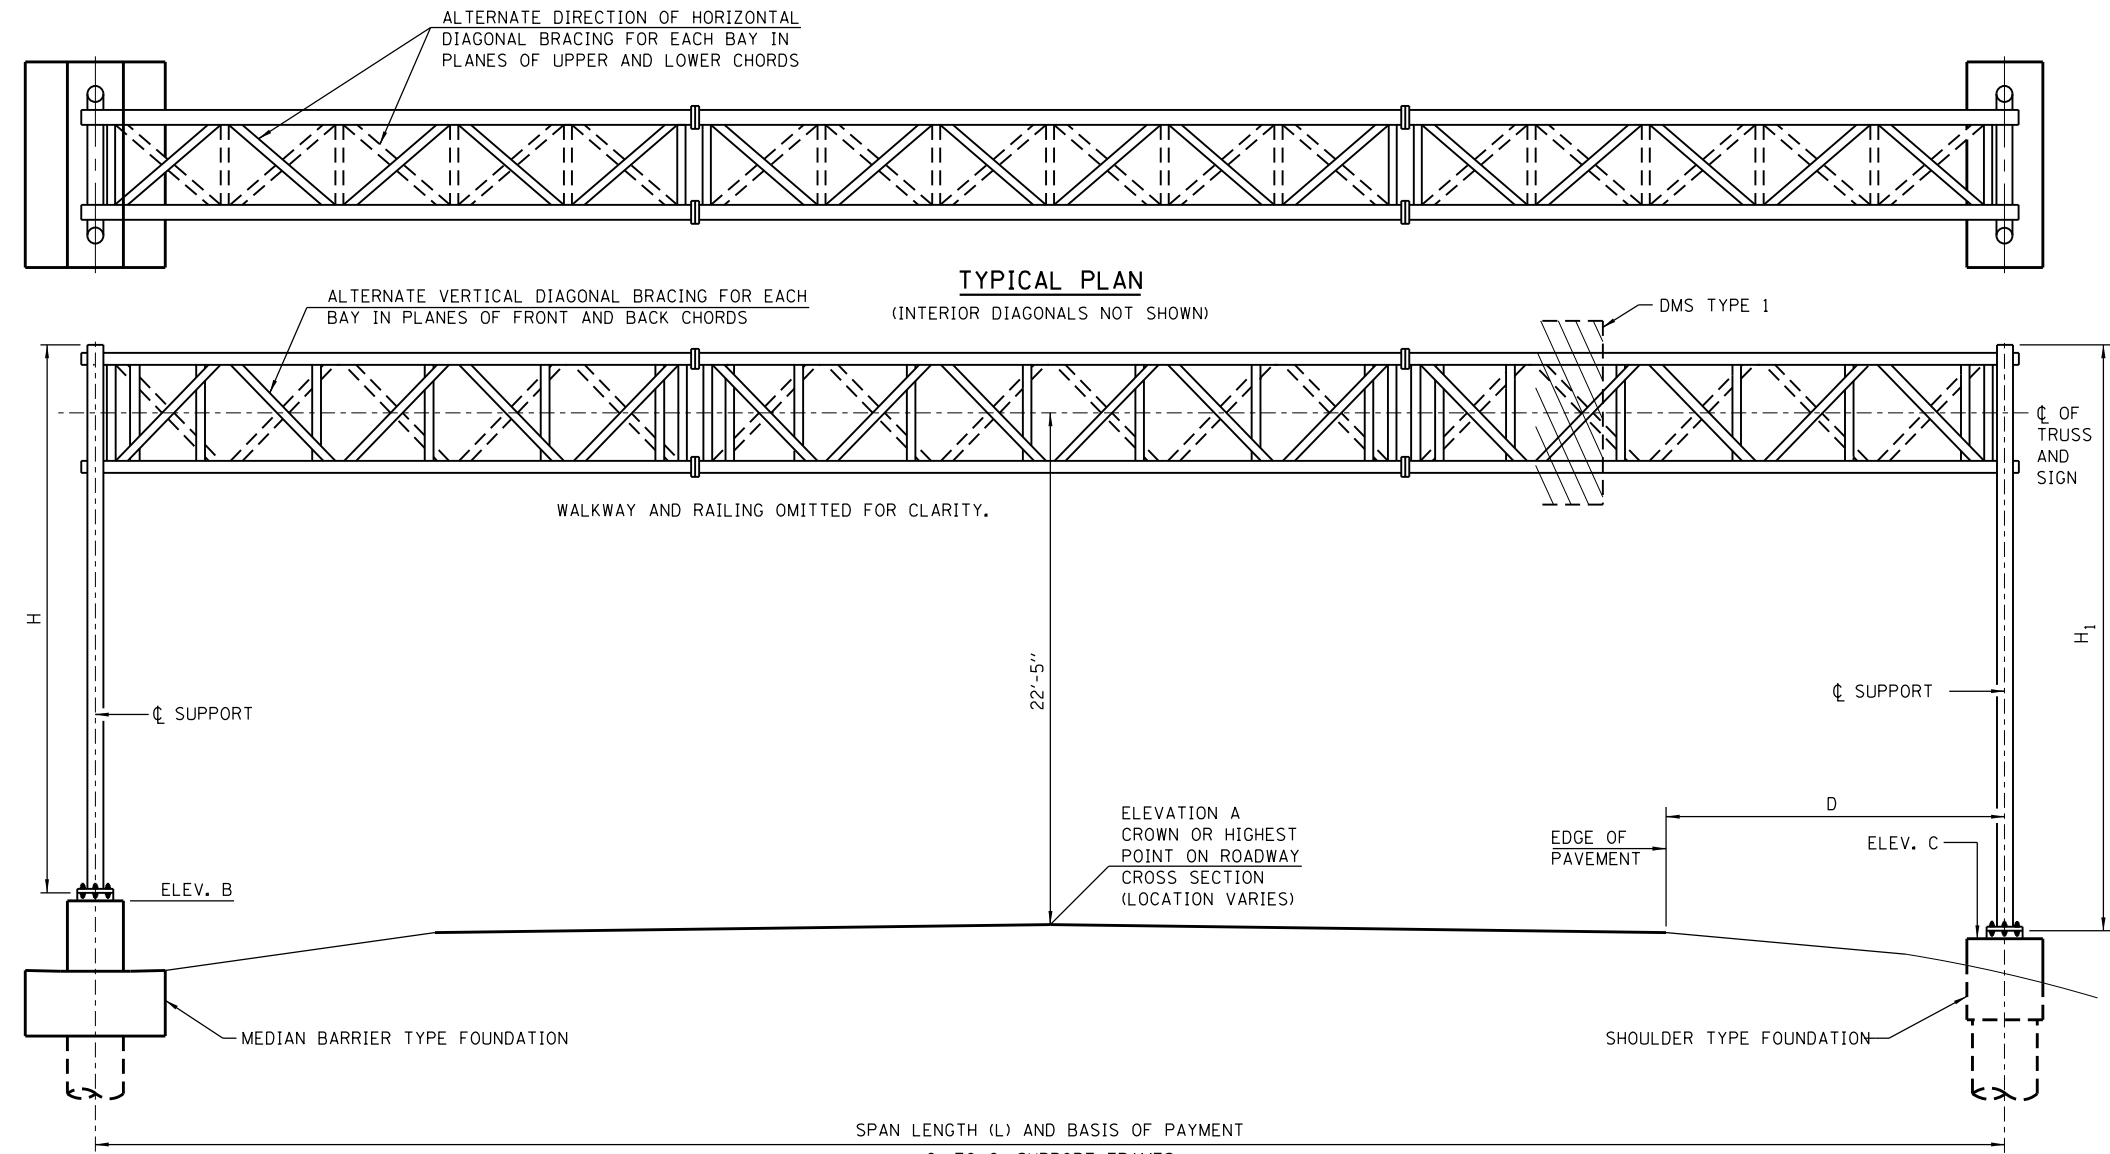 ALTERNATE DIRECTION OF HORIZONTAL
DIAGONAL BRACING FOR EACH BAY IN
PLANES OF UPPER AND LOWER CHORDS
TYPICAL PLAN
(INTERIOR DIAGONALS NOT SHOWN)
ALTERNATE VERTICAL DIAGONAL BRACING FOR EACH
BAY IN PLANES OF FRONT AND BACK CHORDS
DMS TYPE 1
℄ OF
TRUSS
AND
SIGN
WALKWAY AND RAILING OMITTED FOR CLARITY.
H
H1
22'-5"
℄ SUPPORT
℄ SUPPORT
D
ELEVATION A
CROWN OR HIGHEST
POINT ON ROADWAY
CROSS SECTION
(LOCATION VARIES)
EDGE OF
PAVEMENT
ELEV. C
ELEV. B
MEDIAN BARRIER TYPE FOUNDATION
SHOULDER TYPE FOUNDATION
SPAN LENGTH (L) AND BASIS OF PAYMENT